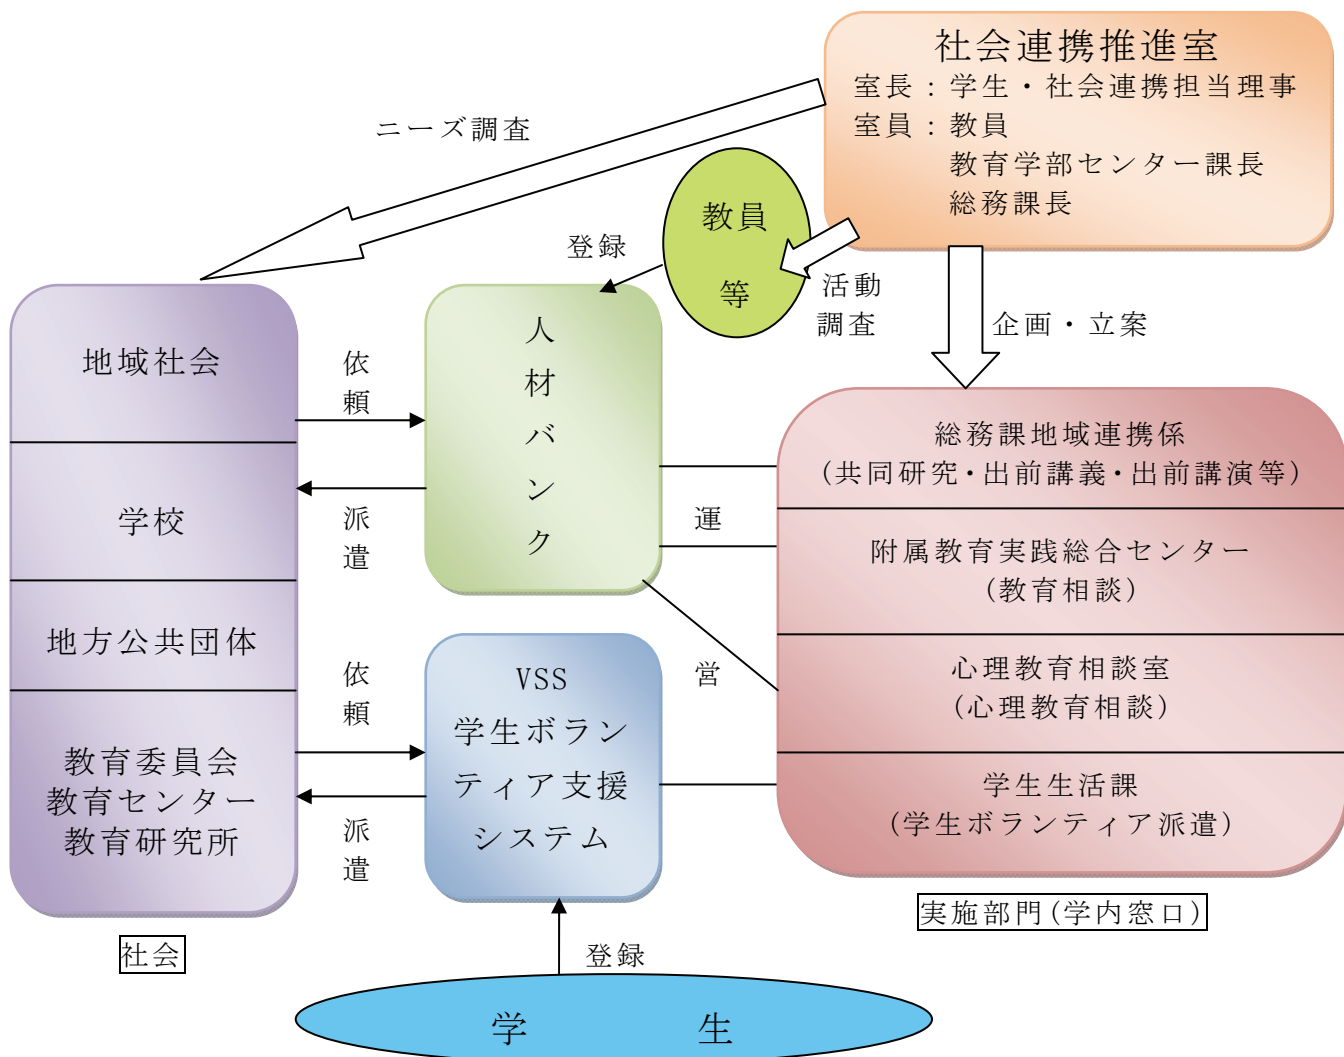 社会連携推進室
室長：学生・社会連携担当理事
室員：教員
教育学部センター課長
総務課長
ニーズ調査
教員
等
登録
活動
調査
企画・立案
地域社会
学校
地方公共団体
教育委員会
教育センター
教育研究所
社会
依頼
派遣
依頼
派遣
人材バンク
VSS
学生ボラン
ティア支援
システム
運
営
総務課地域連携係
(共同研究・出前講義・出前講演等)
附属教育実践総合センター
(教育相談)
心理教育相談室
(心理教育相談)
学生生活課
(学生ボランティア派遣)
実施部門(学内窓口)
登録
学生